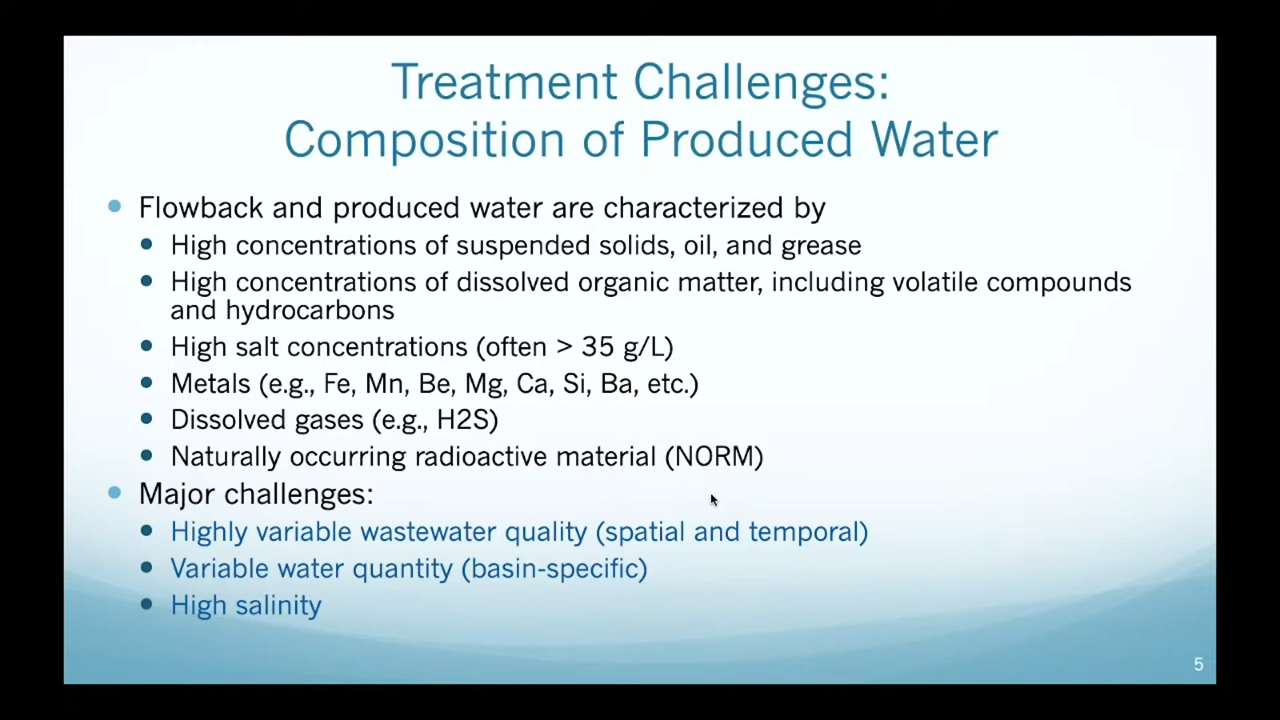 Treatment Challenges:
Composition of Produced Water
Flowback and produced water are characterized by
High concentrations of suspended solids, oil, and grease
High concentrations of dissolved organic matter, including volatile compounds
and hydrocarbons
High salt concentrations (often > 35 g/L)
Metals (e.g., Fe, Mn, Be, Mg, Ca, Si, Ba, etc.)
Dissolved gases (e.g., H2S)
Naturally occurring radioactive material (NORM)
Major challenges:
Highly variable wastewater quality (spatial and temporal)
Variable water quantity (basin-specific)
High salinity
5